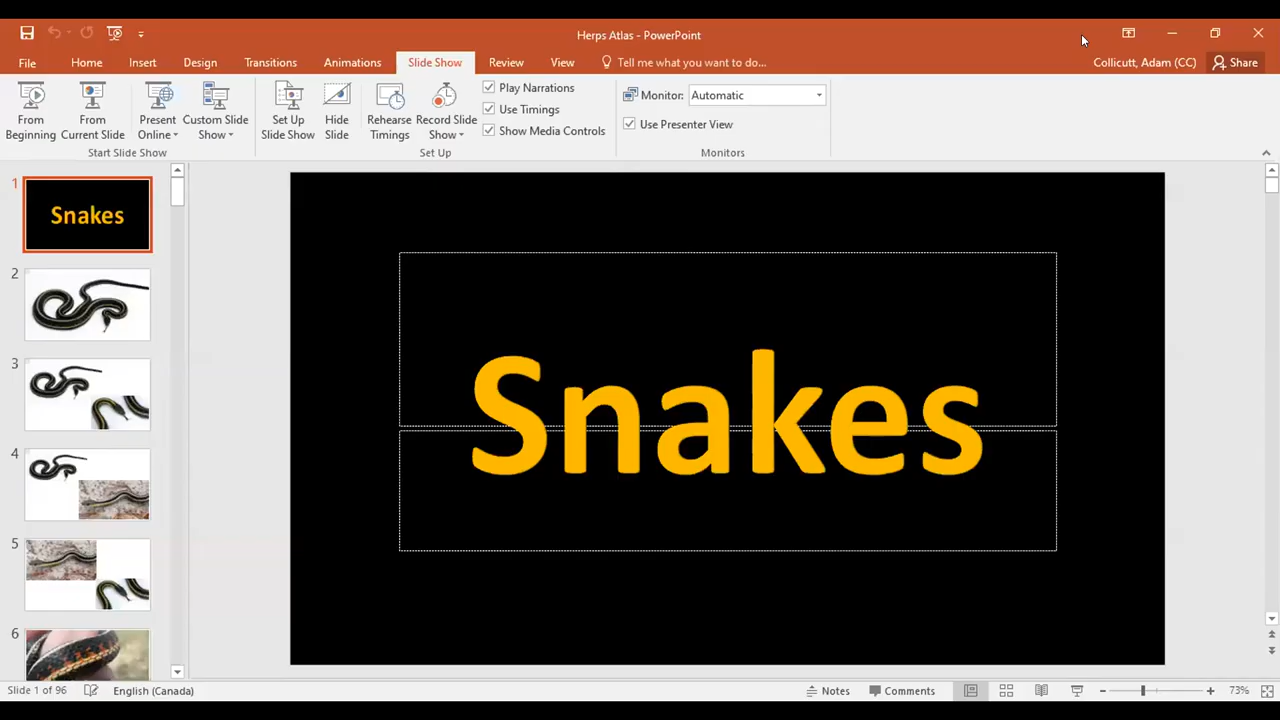 Herps Atlas - PowerPoint
File Home Insert Design Transitions Animations Slide Show Review View Tell me what you want to do... Collicutt, Adam (CC) Share
From Beginning
From Current Slide
Present Online
Custom Slide Show
Start Slide Show
Set Up Slide Show
Hide Slide
Rehearse Timings
Record Slide Show
Play Narrations
Use Timings
Show Media Controls
Set Up
Monitor: Automatic
Use Presenter View
Monitors
1
Snakes
2
3
4
5
6
Snakes
Slide 1 of 96 English (Canada) Notes Comments 73%